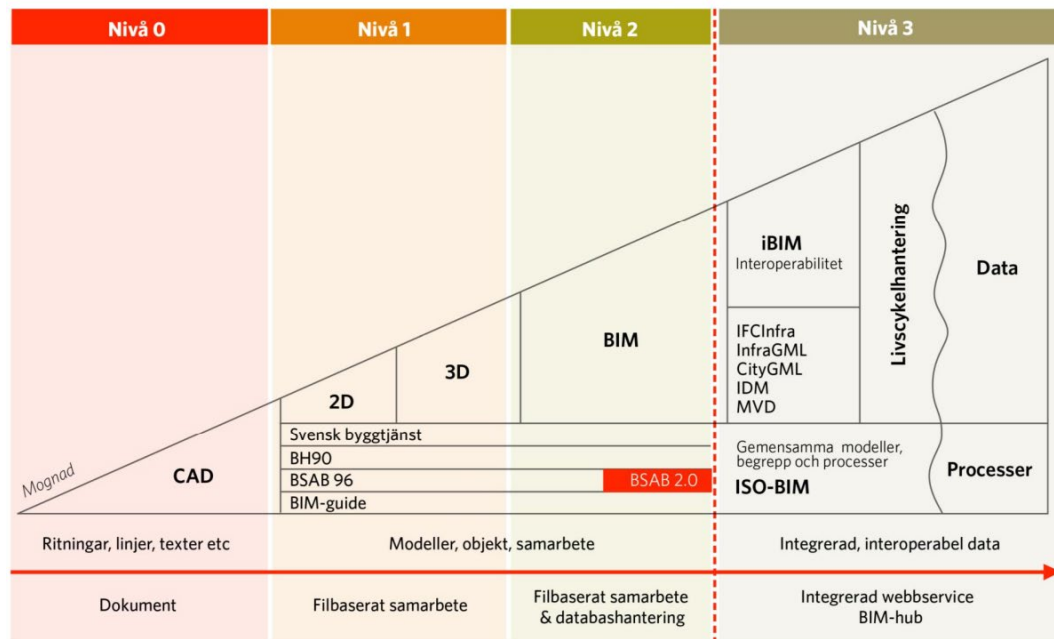 Nivå 0
Nivå 1
Nivå 2
Nivå 3
Mognad
CAD
2D
3D
BIM
iBIM
Interoperabilitet
IFCInfra
InfraGML
CityGML
IDM
MVD
Livscykelhantering
Data
Svensk byggtjänst
BH90
BSAB 96
BSAB 2.0
BIM-guide
Gemensamma modeller,
begrepp och processer
ISO-BIM
Processer
Ritningar, linjer, texter etc
Modeller, objekt, samarbete
Integrerad, interoperabel data
Dokument
Filbaserat samarbete
Filbaserat samarbete
& databashantering
Integrerad webbservice
BIM-hub